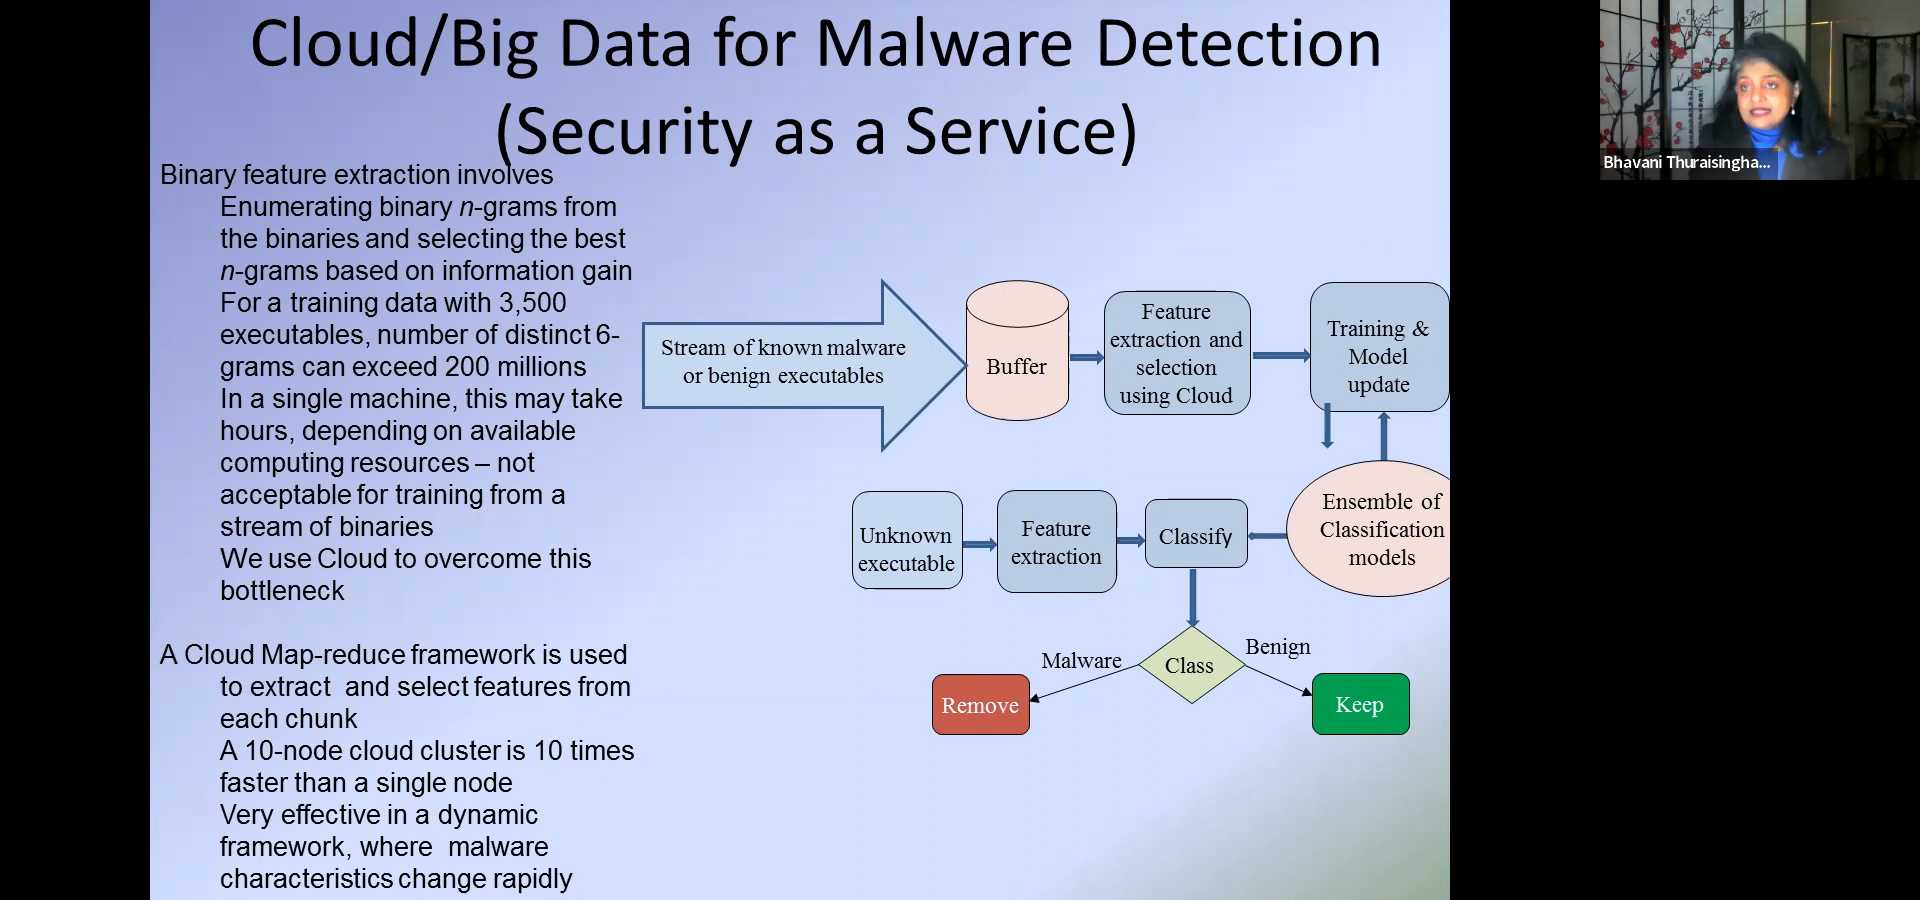 Cloud/Big Data for Malware Detection
(Security as a Service)
Binary feature extraction involves
Enumerating binary n-grams from
the binaries and selecting the best
n-grams based on information gain
For a training data with 3,500
executables, number of distinct 6-
grams can exceed 200 millions
In a single machine, this may take
hours, depending on available
computing resources – not
acceptable for training from a
stream of binaries
We use Cloud to overcome this
bottleneck
A Cloud Map-reduce framework is used
to extract and select features from
each chunk
A 10-node cloud cluster is 10 times
faster than a single node
Very effective in a dynamic
framework, where malware
characteristics change rapidly
Stream of known malware
or benign executables
Buffer
Feature
extraction and
selection
using Cloud
Training &
Model
update
Unknown
executable
Feature
extraction
Classify
Ensemble of
Classification
models
Class
Malware
Benign
Remove
Keep
Bhavani Thuraisingha...